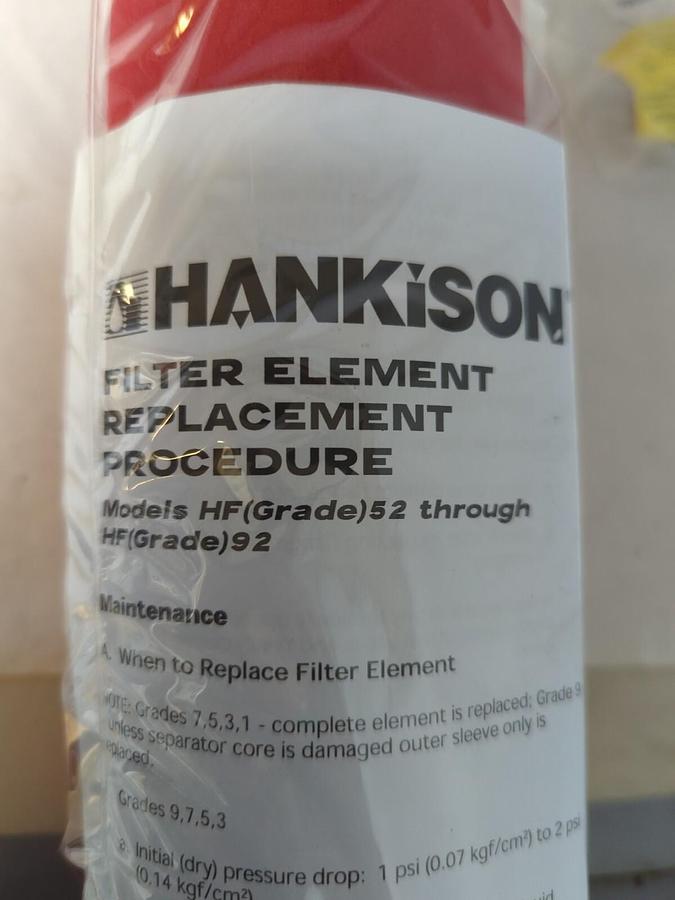 HANKiSON
FILTER ELEMENT
REPLACEMENT
PROCEDURE
Models HF(Grade)52 through
HF(Grade)92
Maintenance
A. When to Replace Filter Element
NOTE: Grades 7,5,3,1 - complete element is replaced; Grade 9
unless separator core is damaged outer sleeve only is
replaced.
Grades 9,7,5,3
a. Initial (dry) pressure drop: 1 psi (0.07 kgf/cm²) to 2 psi
(0.14 kgf/cm²)